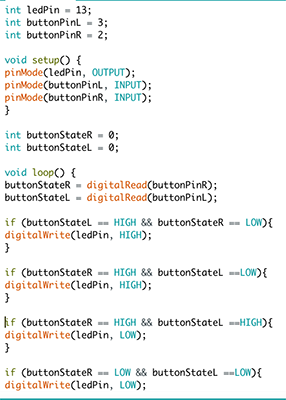 int ledPin = 13;
int buttonPinL = 3;
int buttonPinR = 2;

void setup() {
pinMode(ledPin, OUTPUT);
pinMode(buttonPinL, INPUT);
pinMode(buttonPinR, INPUT);
}

int buttonStateR = 0;
int buttonStateL = 0;

void loop() {
buttonStateR = digitalRead(buttonPinR);
buttonStateL = digitalRead(buttonPinL);

if (buttonStateL == HIGH && buttonStateR == LOW){
digitalWrite(ledPin, HIGH);
}

if (buttonStateR == HIGH && buttonStateL ==LOW){
digitalWrite(ledPin, HIGH);
}

if (buttonStateR == HIGH && buttonStateL ==HIGH){
digitalWrite(ledPin, LOW);
}

if (buttonStateR == LOW && buttonStateL ==LOW){
digitalWrite(ledPin, LOW);